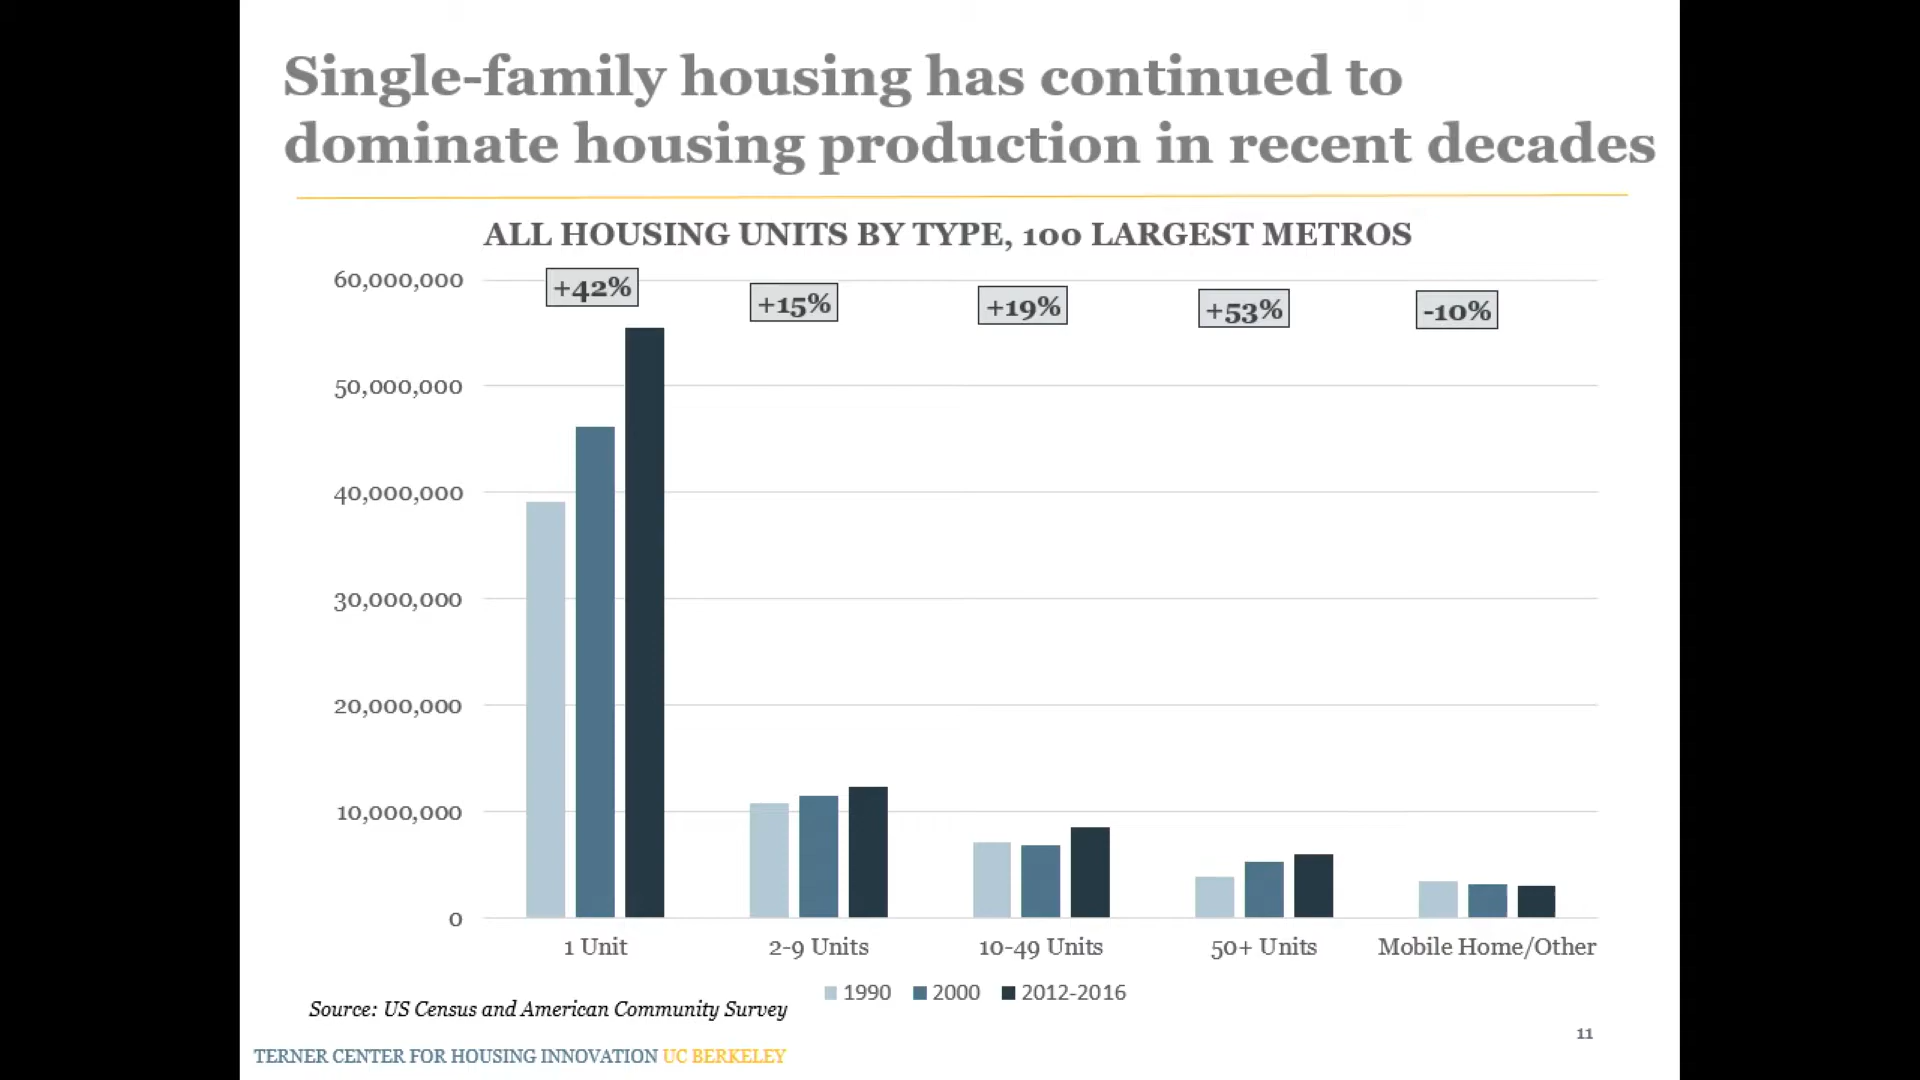 Single-family housing has continued to
dominate housing production in recent decades
ALL HOUSING UNITS BY TYPE, 100 LARGEST METROS
60,000,000
50,000,000
40,000,000
30,000,000
20,000,000
10,000,000
0
+42%
+15%
+19%
+53%
-10%
1 Unit
2-9 Units
10-49 Units
50+ Units
Mobile Home/Other
1990
2000
2012-2016
Source: US Census and American Community Survey
11
TERNER CENTER FOR HOUSING INNOVATION UC BERKELEY